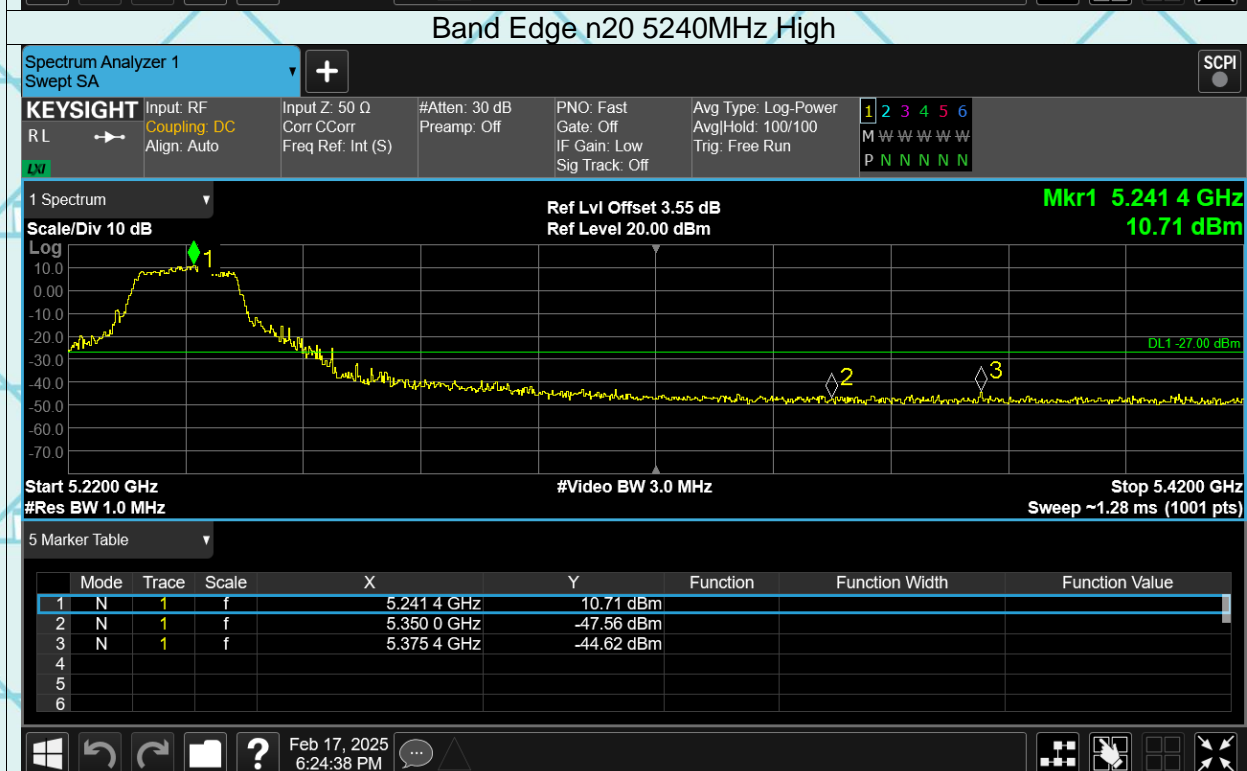 Band Edge n20 5240MHz High
Spectrum Analyzer 1
Swept SA
SCPI
KEYSIGHT
RL
LXI
Input: RF
Coupling: DC
Align: Auto
Input Z: 50 Ω
Corr CCorr
Freq Ref: Int (S)
#Atten: 30 dB
Preamp: Off
PNO: Fast
Gate: Off
IF Gain: Low
Sig Track: Off
Avg Type: Log-Power
Avg|Hold: 100/100
Trig: Free Run
1 2 3 4 5 6
M W W W W W
P N N N N N
1 Spectrum
Scale/Div 10 dB
Ref Lvl Offset 3.55 dB
Ref Level 20.00 dBm
Mkr1 5.241 4 GHz
10.71 dBm
Log
10.0
0.00
-10.0
-20.0
-30.0
-40.0
-50.0
-60.0
-70.0
1
2
3
DL1 -27.00 dBm
Start 5.2200 GHz
#Res BW 1.0 MHz
#Video BW 3.0 MHz
Stop 5.4200 GHz
Sweep ~1.28 ms (1001 pts)
5 Marker Table
Mode Trace Scale X Y Function Function Width Function Value
1 N 1 f 5.241 4 GHz 10.71 dBm
2 N 1 f 5.350 0 GHz -47.56 dBm
3 N 1 f 5.375 4 GHz -44.62 dBm
4
5
6
?
Feb 17, 2025
6:24:38 PM